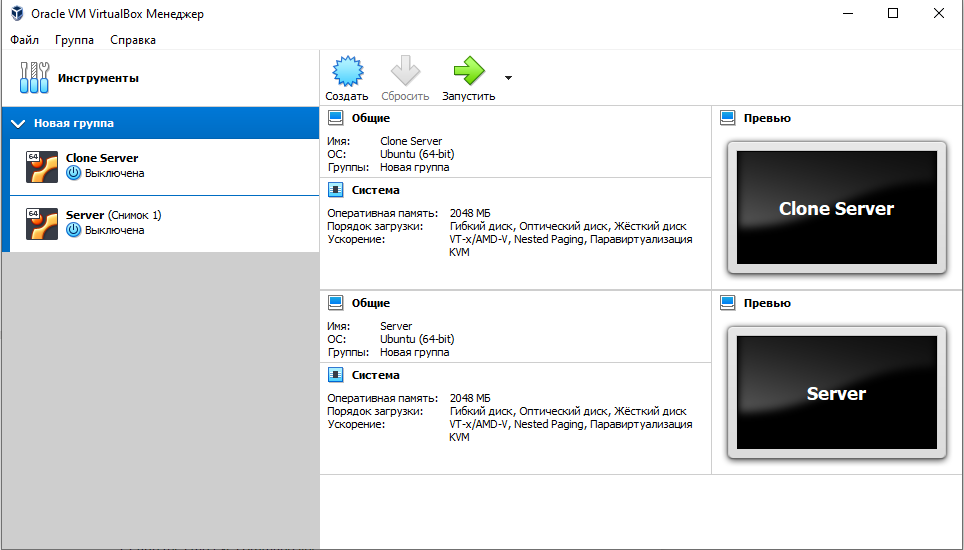 Oracle VM VirtualBox Менеджер
Файл Группа Справка
Инструменты
Создать Сбросить Запустить
Новая группа
64
Clone Server
Выключена
64
Server (Снимок 1)
Выключена
Общие
Имя: Clone Server
ОС: Ubuntu (64-bit)
Группы: Новая группа
Система
Оперативная память: 2048 МБ
Порядок загрузки: Гибкий диск, Оптический диск, Жёсткий диск
Ускорение: VT-x/AMD-V, Nested Paging, Паравиртуализация
KVM
Превью
Clone Server
Общие
Имя: Server
ОС: Ubuntu (64-bit)
Группы: Новая группа
Система
Оперативная память: 2048 МБ
Порядок загрузки: Гибкий диск, Оптический диск, Жёсткий диск
Ускорение: VT-x/AMD-V, Nested Paging, Паравиртуализация
KVM
Превью
Server